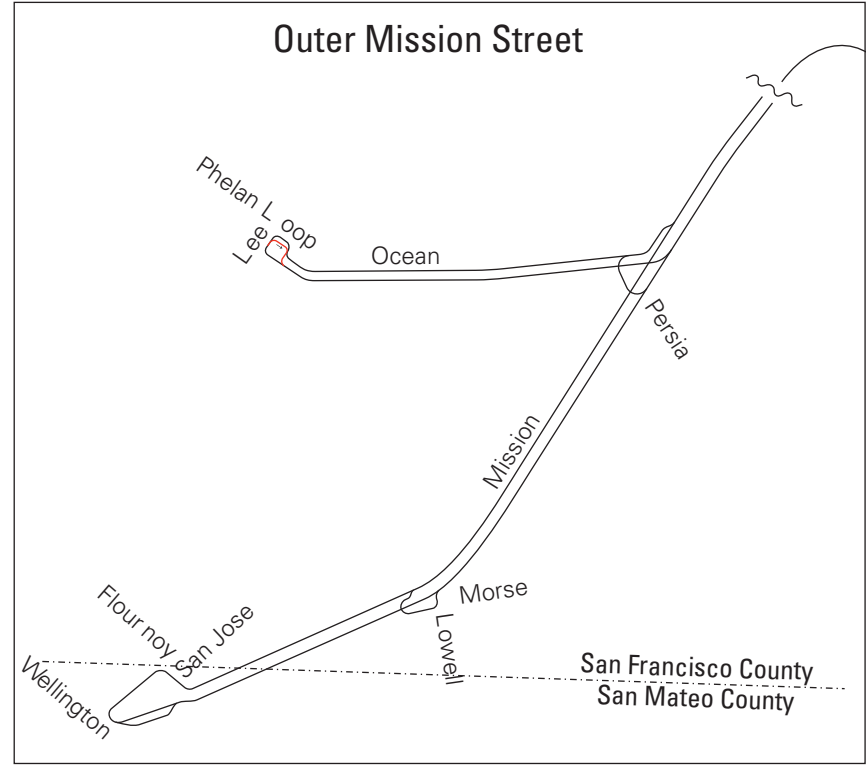 Outer Mission Street
Phelan Loop
Lee
Ocean
Persia
Mission
Morse
Lowell
Flournoy
San Jose
Wellington
San Francisco County
San Mateo County